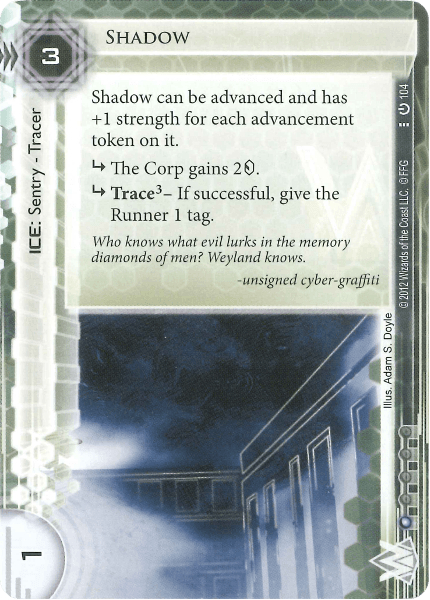 SHADOW
3
ICE: Sentry - Tracer
Shadow can be advanced and has
+1 strength for each advancement
token on it.
↳ The Corp gains 2.
↳ Trace³– If successful, give the
Runner 1 tag.
Who knows what evil lurks in the memory
diamonds of men? Weyland knows.
-unsigned cyber-graffiti
104
© 2012 Wizards of the Coast LLC. © FFG
Illus. Adam S. Doyle
1